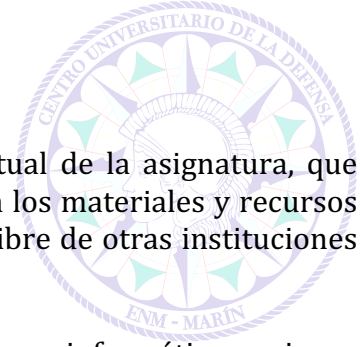 CENTRO UNIVERSITARIO DE LA DEFENSA
tual de la asignatura, que
los materiales y recursos
ibre de otras instituciones
ENM - MARÍN